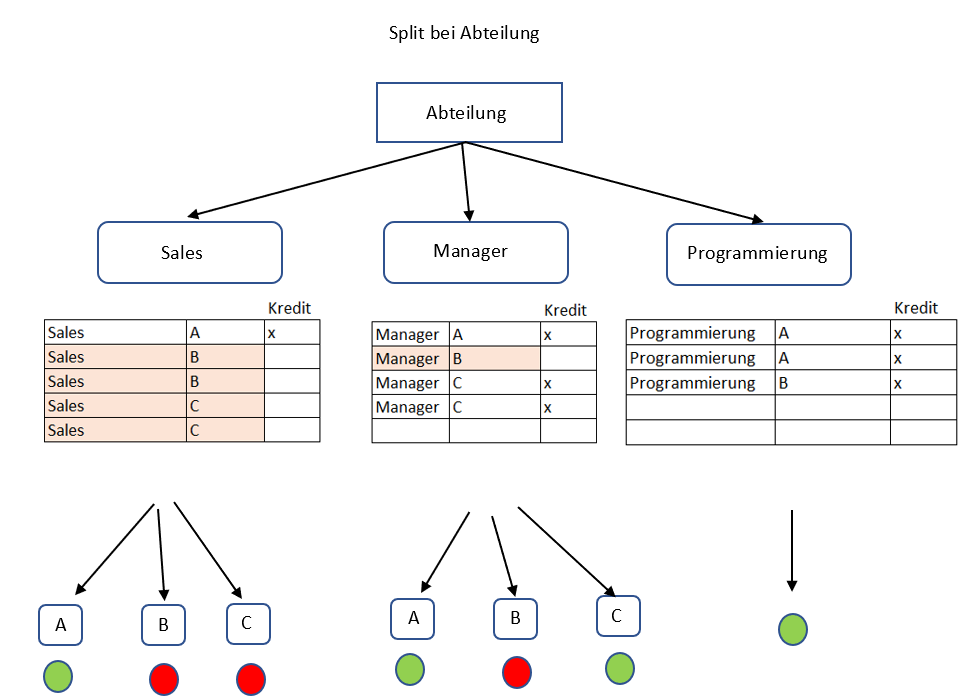 Split bei Abteilung
Abteilung
Sales
Manager
Programmierung
Kredit
Sales A x
Sales B
Sales B
Sales C
Sales C
Kredit
Manager A x
Manager B
Manager C x
Manager C x
Kredit
Programmierung A x
Programmierung A x
Programmierung B x
A
B
C
A
B
C